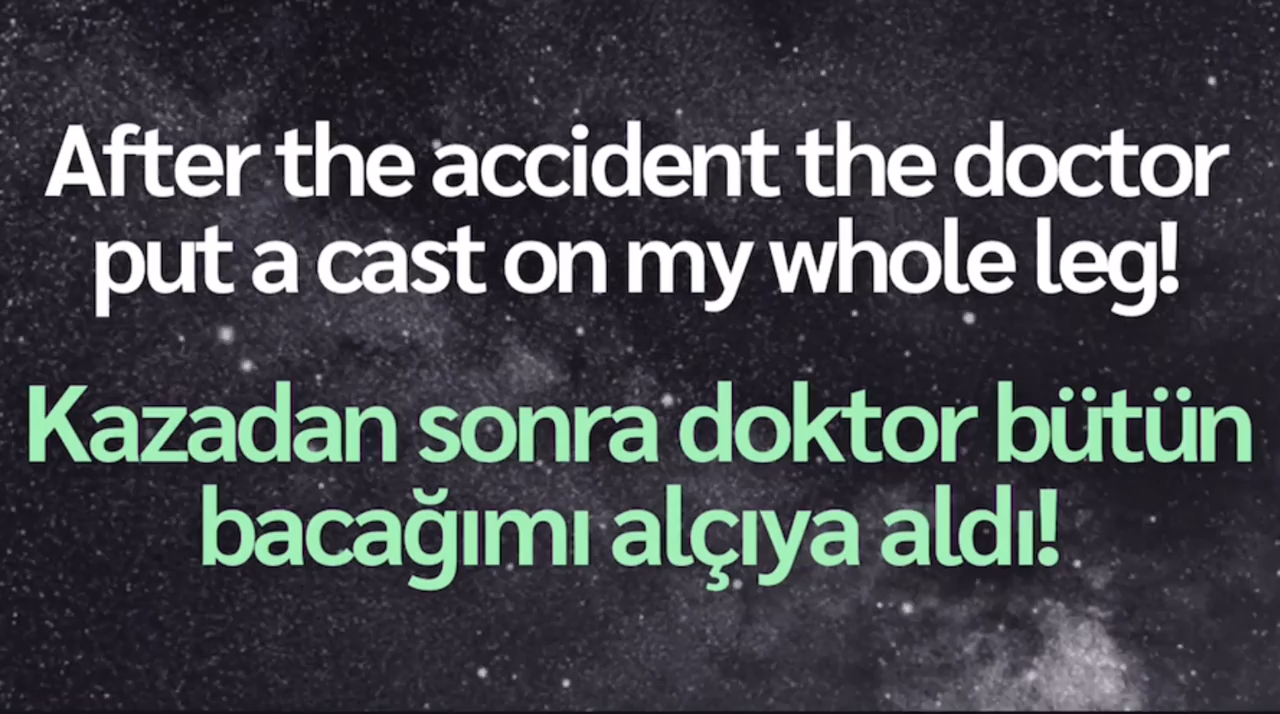 After the accident the doctor
put a cast on my whole leg!
Kazadan sonra doktor bütün
bacağımı alçıya aldı!